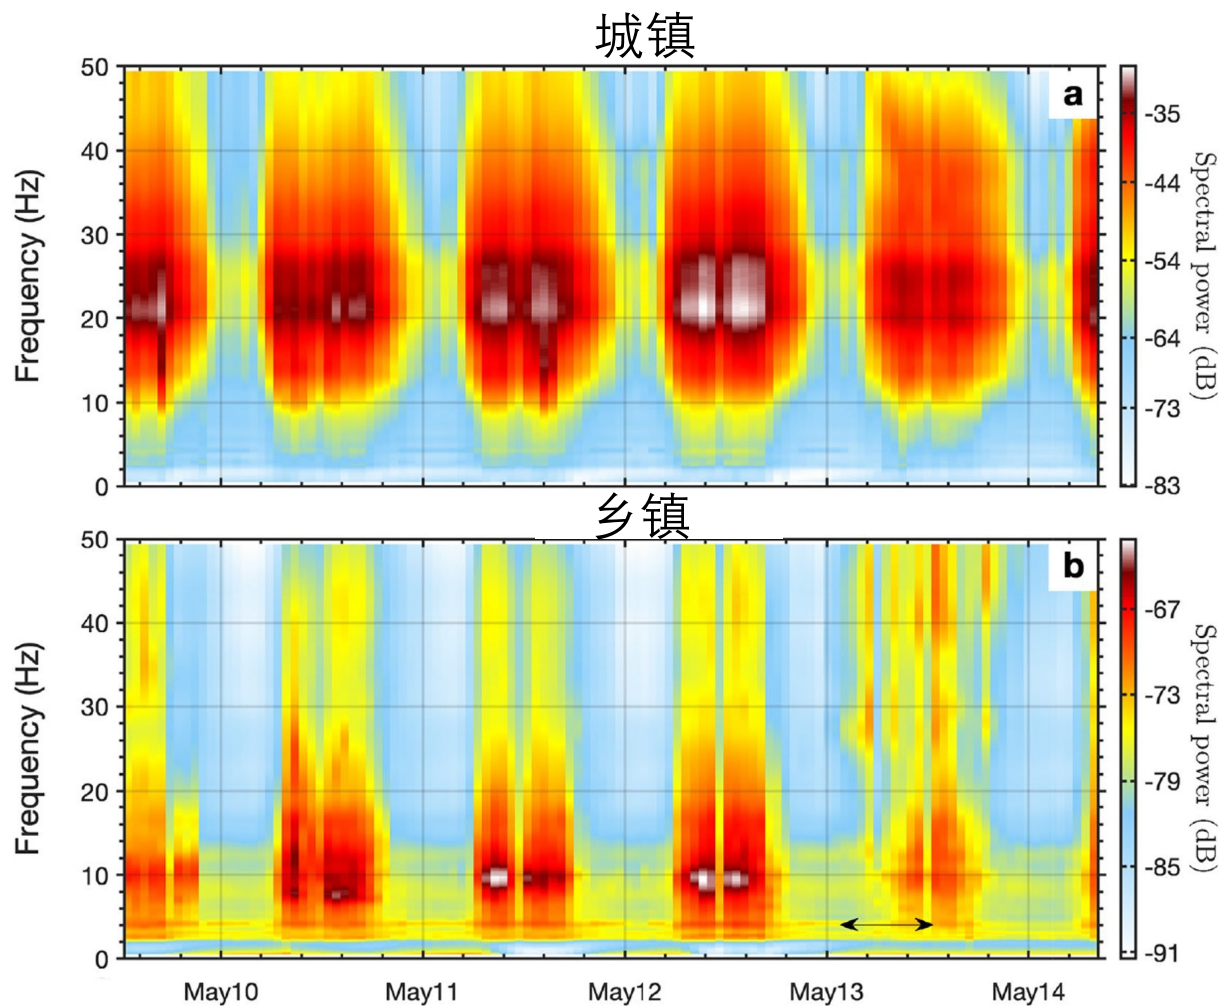 城镇
a
50
40
30
20
10
0
Frequency (Hz)
-35
-44
-54
-64
-73
-83
Spectral power (dB)
乡镇
b
50
40
30
20
10
0
Frequency (Hz)
-67
-73
-79
-85
-91
Spectral power (dB)
May10 May11 May12 May13 May14